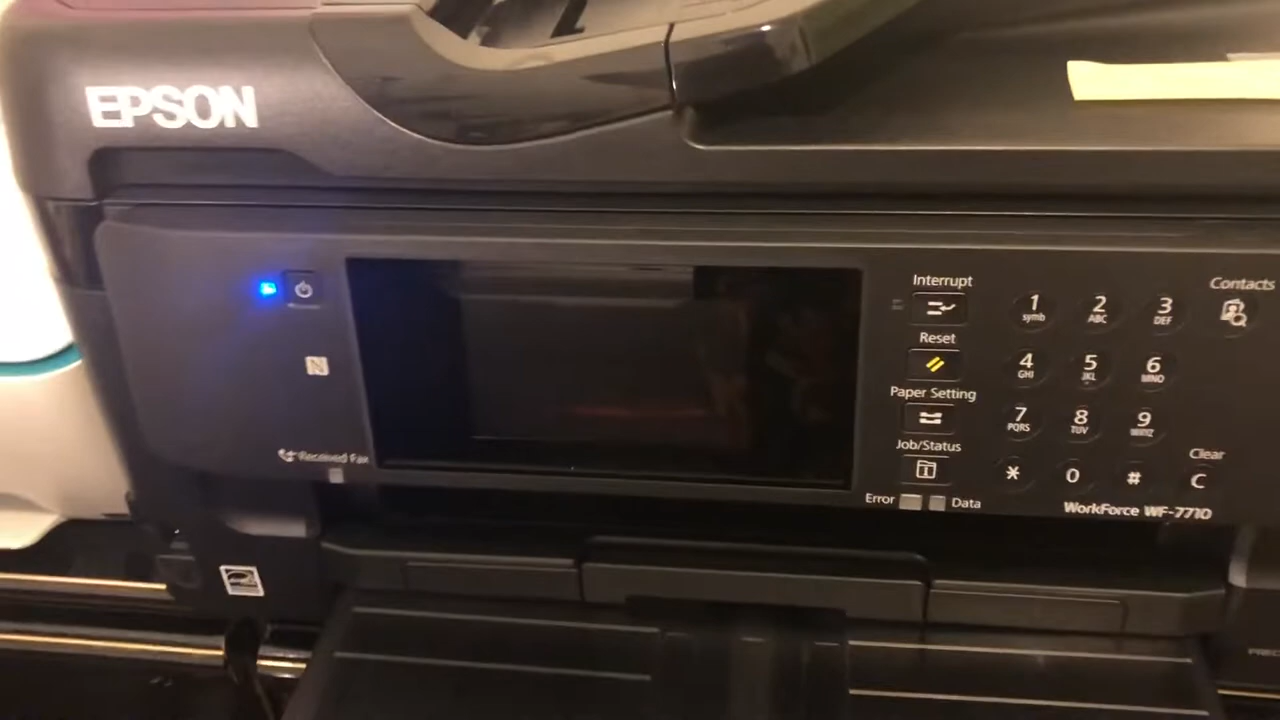 EPSON
Interrupt
Contacts
1 2 3
symb ABC DEF
Reset
4 5 6
GHI JKL MNO
Paper Setting
7 8 9
PQRS TUV WXYZ
Job/Status
Received Fax
Clear
* 0 # C
Error Data
WorkForce WF-7710
N